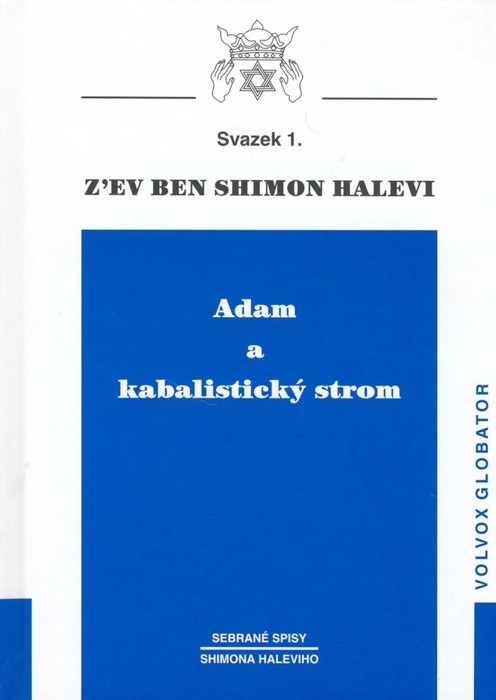 Svazek 1.
Z'EV BEN SHIMON HALEVI
Adam
a
kabalistický strom
VOLVOX GLOBATOR
SEBRANÉ SPISY
SHIMONA HALEVIHO